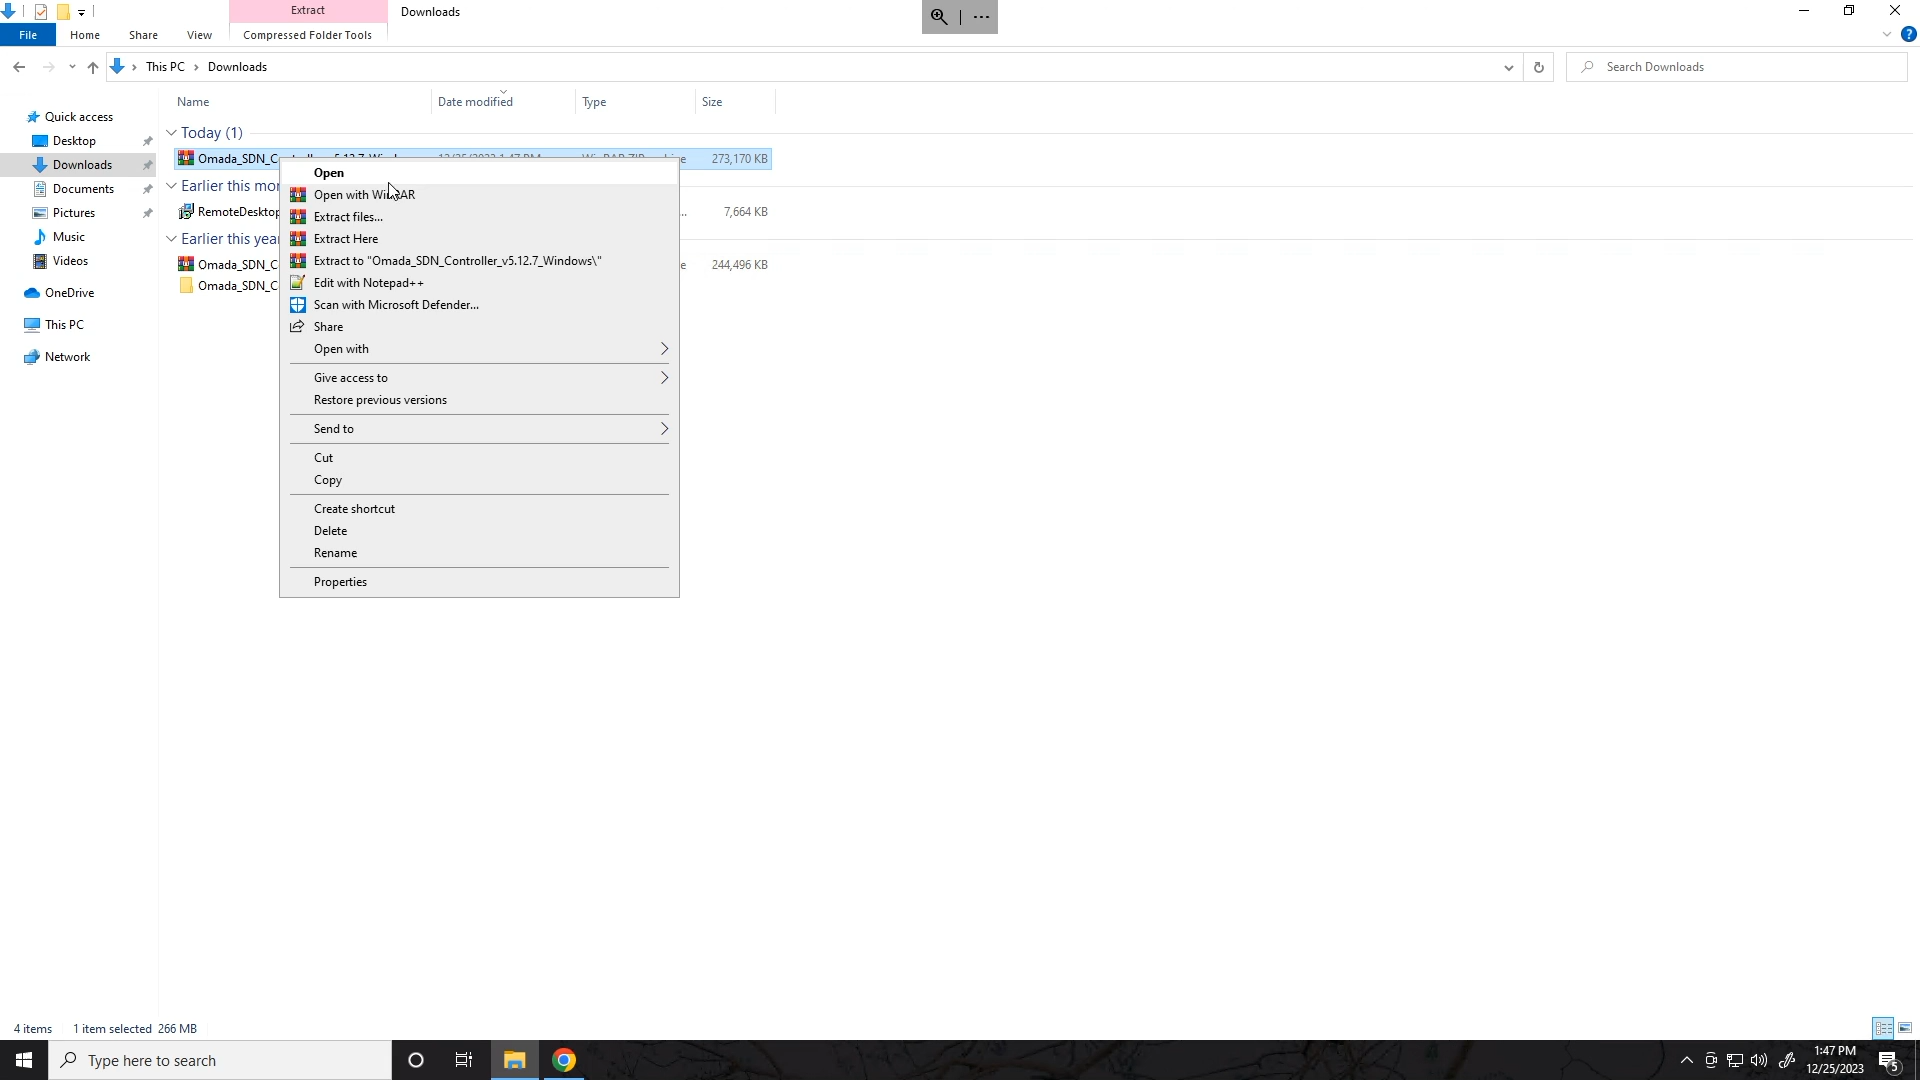 Extract
Downloads
File
Home
Share
View
Compressed Folder Tools
This PC
Downloads
Search Downloads
Name
Date modified
Type
Size
Quick access
Desktop
Downloads
Documents
Pictures
Music
Videos
OneDrive
This PC
Network
Today (1)
Omada_SDN_C
273,170 KB
Earlier this mon
RemoteDesktop
7,664 KB
Earlier this year
Omada_SDN_C
244,496 KB
Omada_SDN_C
Open
Open with WinRAR
Extract files...
Extract Here
Extract to "Omada_SDN_Controller_v5.12.7_Windows\"
Edit with Notepad++
Scan with Microsoft Defender...
Share
Open with
Give access to
Restore previous versions
Send to
Cut
Copy
Create shortcut
Delete
Rename
Properties
4 items
1 item selected 266 MB
Type here to search
1:47 PM
12/25/2023
5